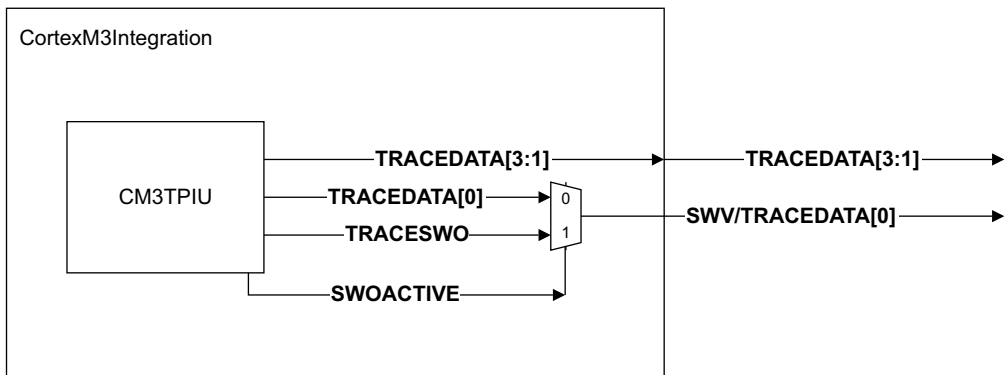 CortexM3Integration
CM3TPIU
TRACEDATA[3:1]
TRACEDATA[3:1]
TRACEDATA[0]
0
TRACESWO
1
SWV/TRACEDATA[0]
SWOACTIVE